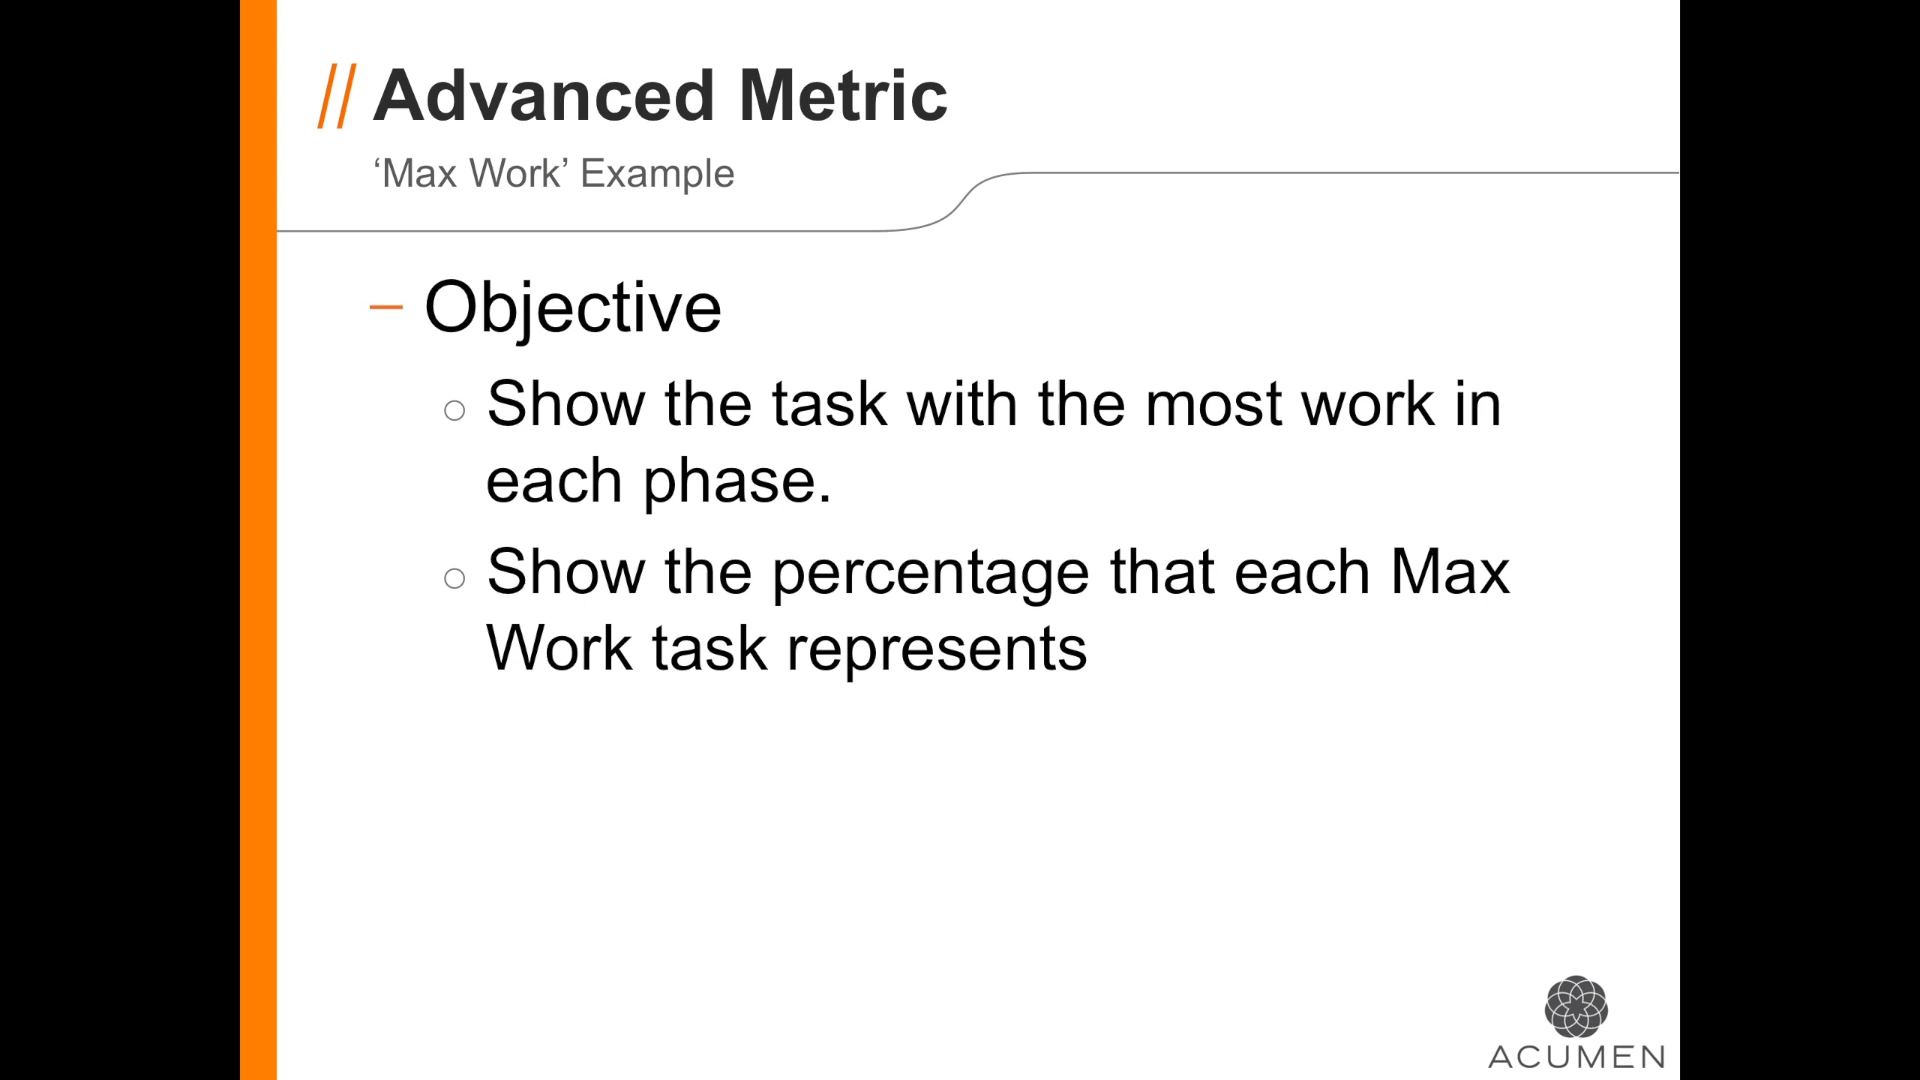 // Advanced Metric
‘Max Work’ Example
– Objective
○ Show the task with the most work in
each phase.
○ Show the percentage that each Max
Work task represents
ACUMEN